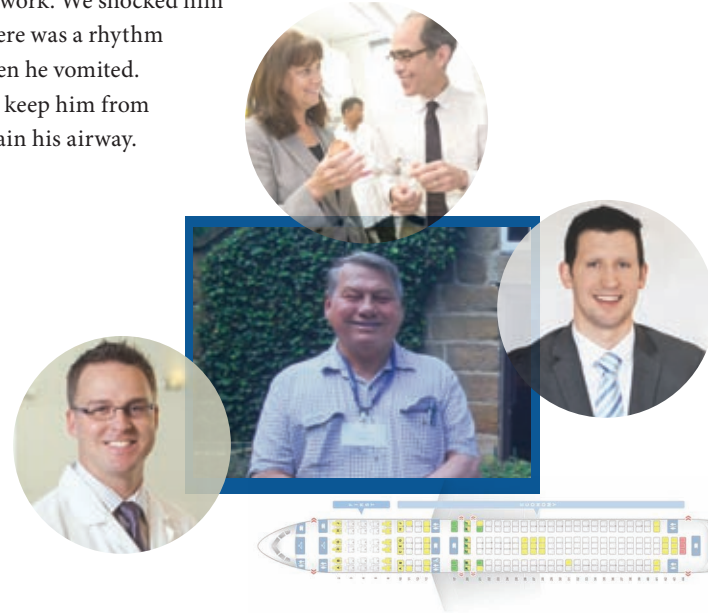 work. We shocked him
ere was a rhythm
en he vomited.
keep him from
ain his airway.